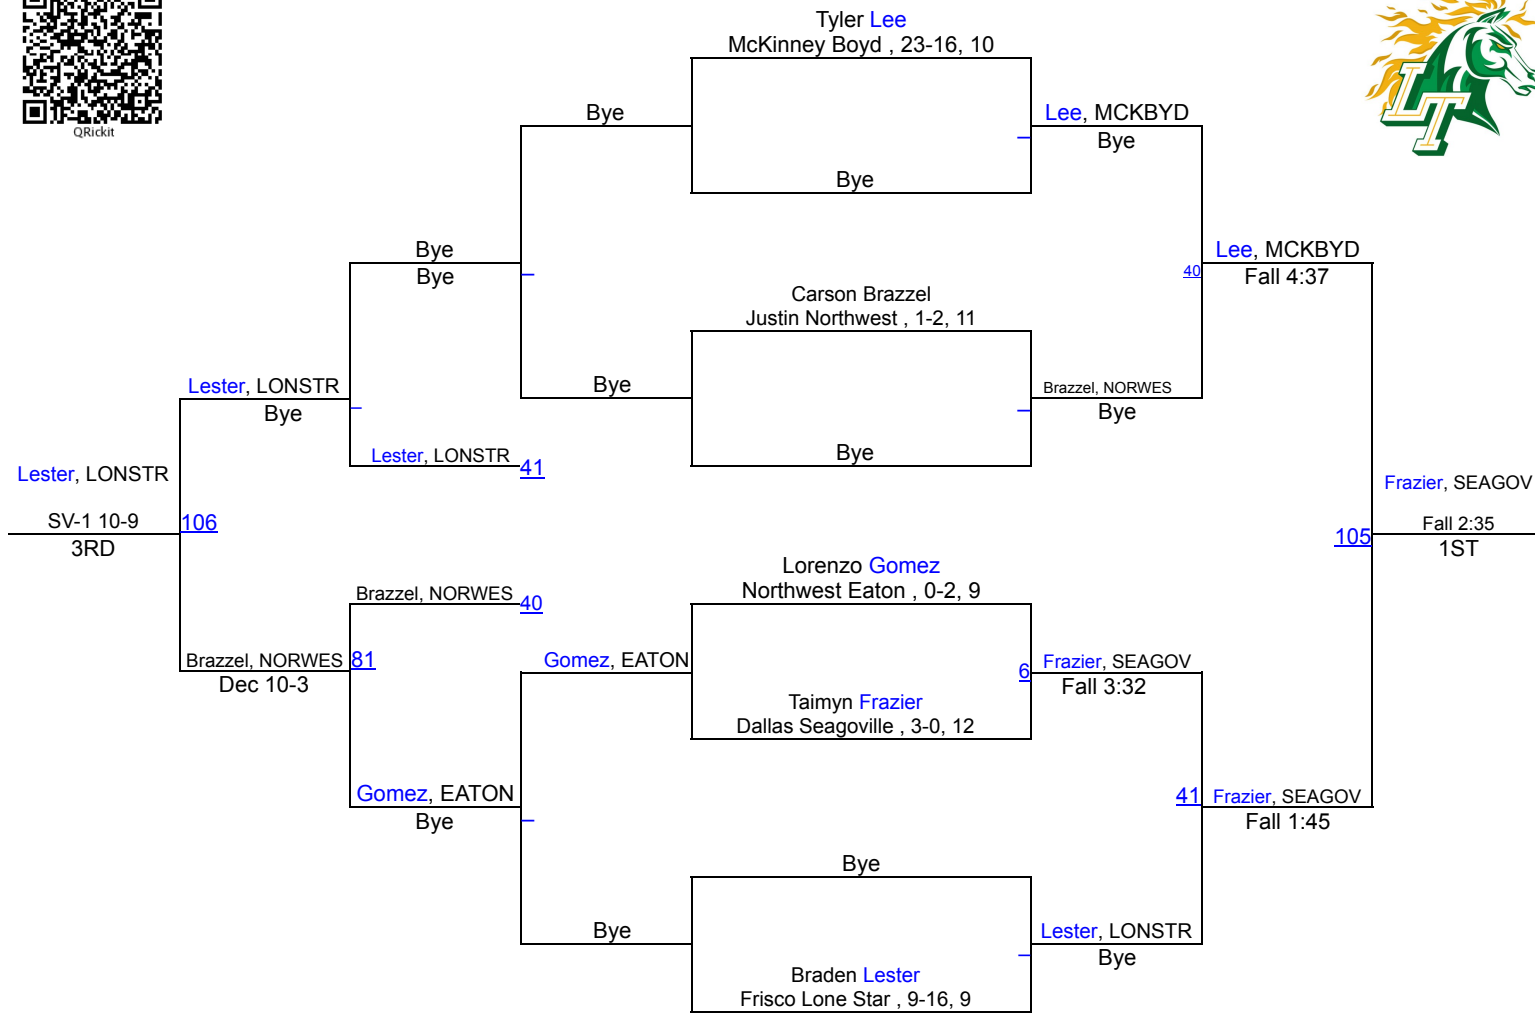 Tyler Lee
McKinney Boyd , 23-16, 10
QRickit
LT
Bye
Lee, MCKBYD
Bye
Bye
Bye
Bye
Lee, MCKBYD
40
Fall 4:37
Carson Brazzel
Justin Northwest , 1-2, 11
Lester, LONSTR
Bye
Bye
Brazzel, NORWES
Bye
Lester, LONSTR
41
Bye
Lester, LONSTR
Frazier, SEAGOV
SV-1 10-9
106
105
Fall 2:35
3RD
1ST
Lorenzo Gomez
Northwest Eaton , 0-2, 9
Brazzel, NORWES
40
Brazzel, NORWES
81
Dec 10-3
Gomez, EATON
6
Frazier, SEAGOV
Fall 3:32
Taimyn Frazier
Dallas Seagoville , 3-0, 12
Gomez, EATON
Bye
41
Frazier, SEAGOV
Fall 1:45
Bye
Bye
Lester, LONSTR
Bye
Braden Lester
Frisco Lone Star , 9-16, 9